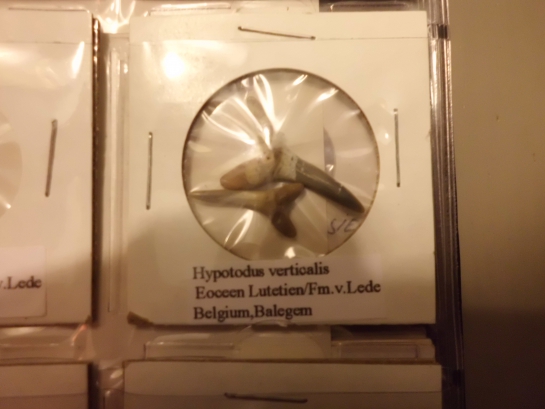 S/E
Hypotodus verticalis
Eoceen Lutetien/Fm.v.Lede
Belgium,Balegem
v.Lede